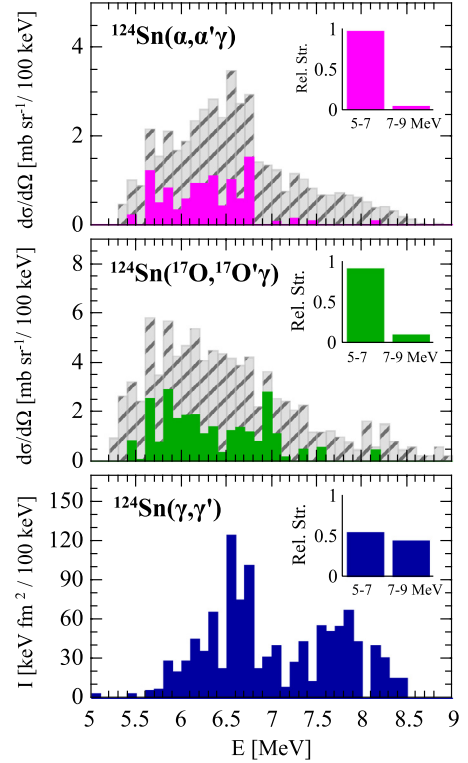 ¹²⁴Sn(α,α'γ)
dσ/dΩ [mb sr⁻¹/ 100 keV]
4
2
0
Rel. Str.
1
0.5
0
5-7 7-9 MeV
¹²⁴Sn(¹⁷O,¹⁷O'γ)
dσ/dΩ [mb sr⁻¹/ 100 keV]
8
6
4
2
0
Rel. Str.
1
0.5
0
5-7 7-9 MeV
¹²⁴Sn(γ,γ')
I [keV fm² / 100 keV]
150
120
90
60
30
0
Rel. Str.
1
0.5
0
5-7 7-9 MeV
5 5.5 6 6.5 7 7.5 8 8.5 9
E [MeV]